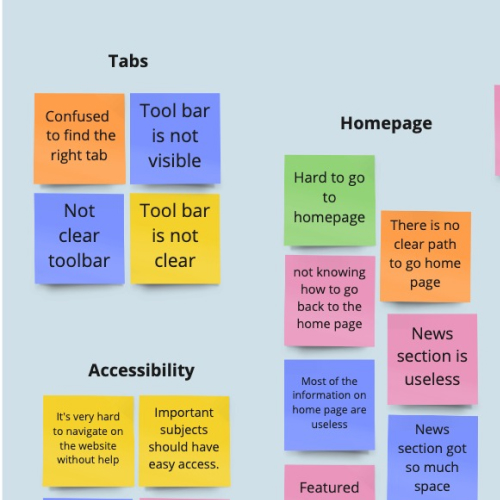 Tabs
Confused
to find the
right tab
Tool bar
is not
visible
Not
clear
toolbar
Tool bar
is not
clear
Homepage
Hard to go
to
homepage
There is no
clear path
to go home
page
not knowing
how to go
back to the
home page
News
section is
useless
Most of the
information on
home page are
useless
News
section got
so much
space
Featured
Accessibility
It's very hard
to navigate on
the website
without help
Important
subjects
should have
easy access.